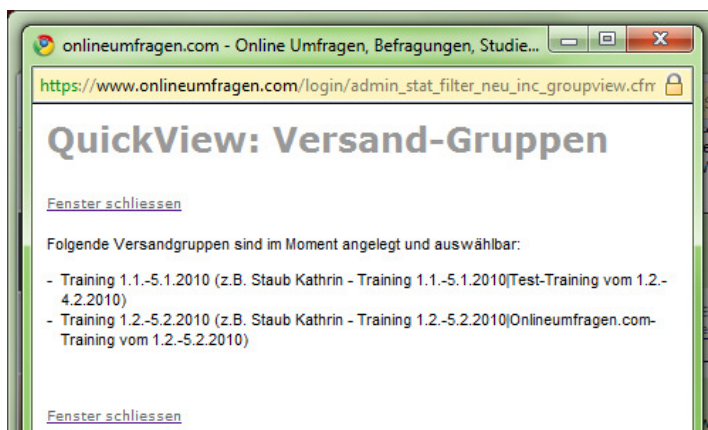 onlineumfragen.com - Online Umfragen, Befragungen, Studie...
https://www.onlineumfragen.com/login/admin_stat_filter_neu_inc_groupview.cfm
QuickView: Versand-Gruppen
Fenster schliessen
Folgende Versandgruppen sind im Moment angelegt und auswählbar:
- Training 1.1.-5.1.2010 (z.B. Staub Kathrin - Training 1.1.-5.1.2010|Test-Training vom 1.2.-
4.2.2010)
- Training 1.2.-5.2.2010 (z.B. Staub Kathrin - Training 1.2.-5.2.2010|Onlineumfragen.com-
Training vom 1.2.-5.2.2010)
Fenster schliessen